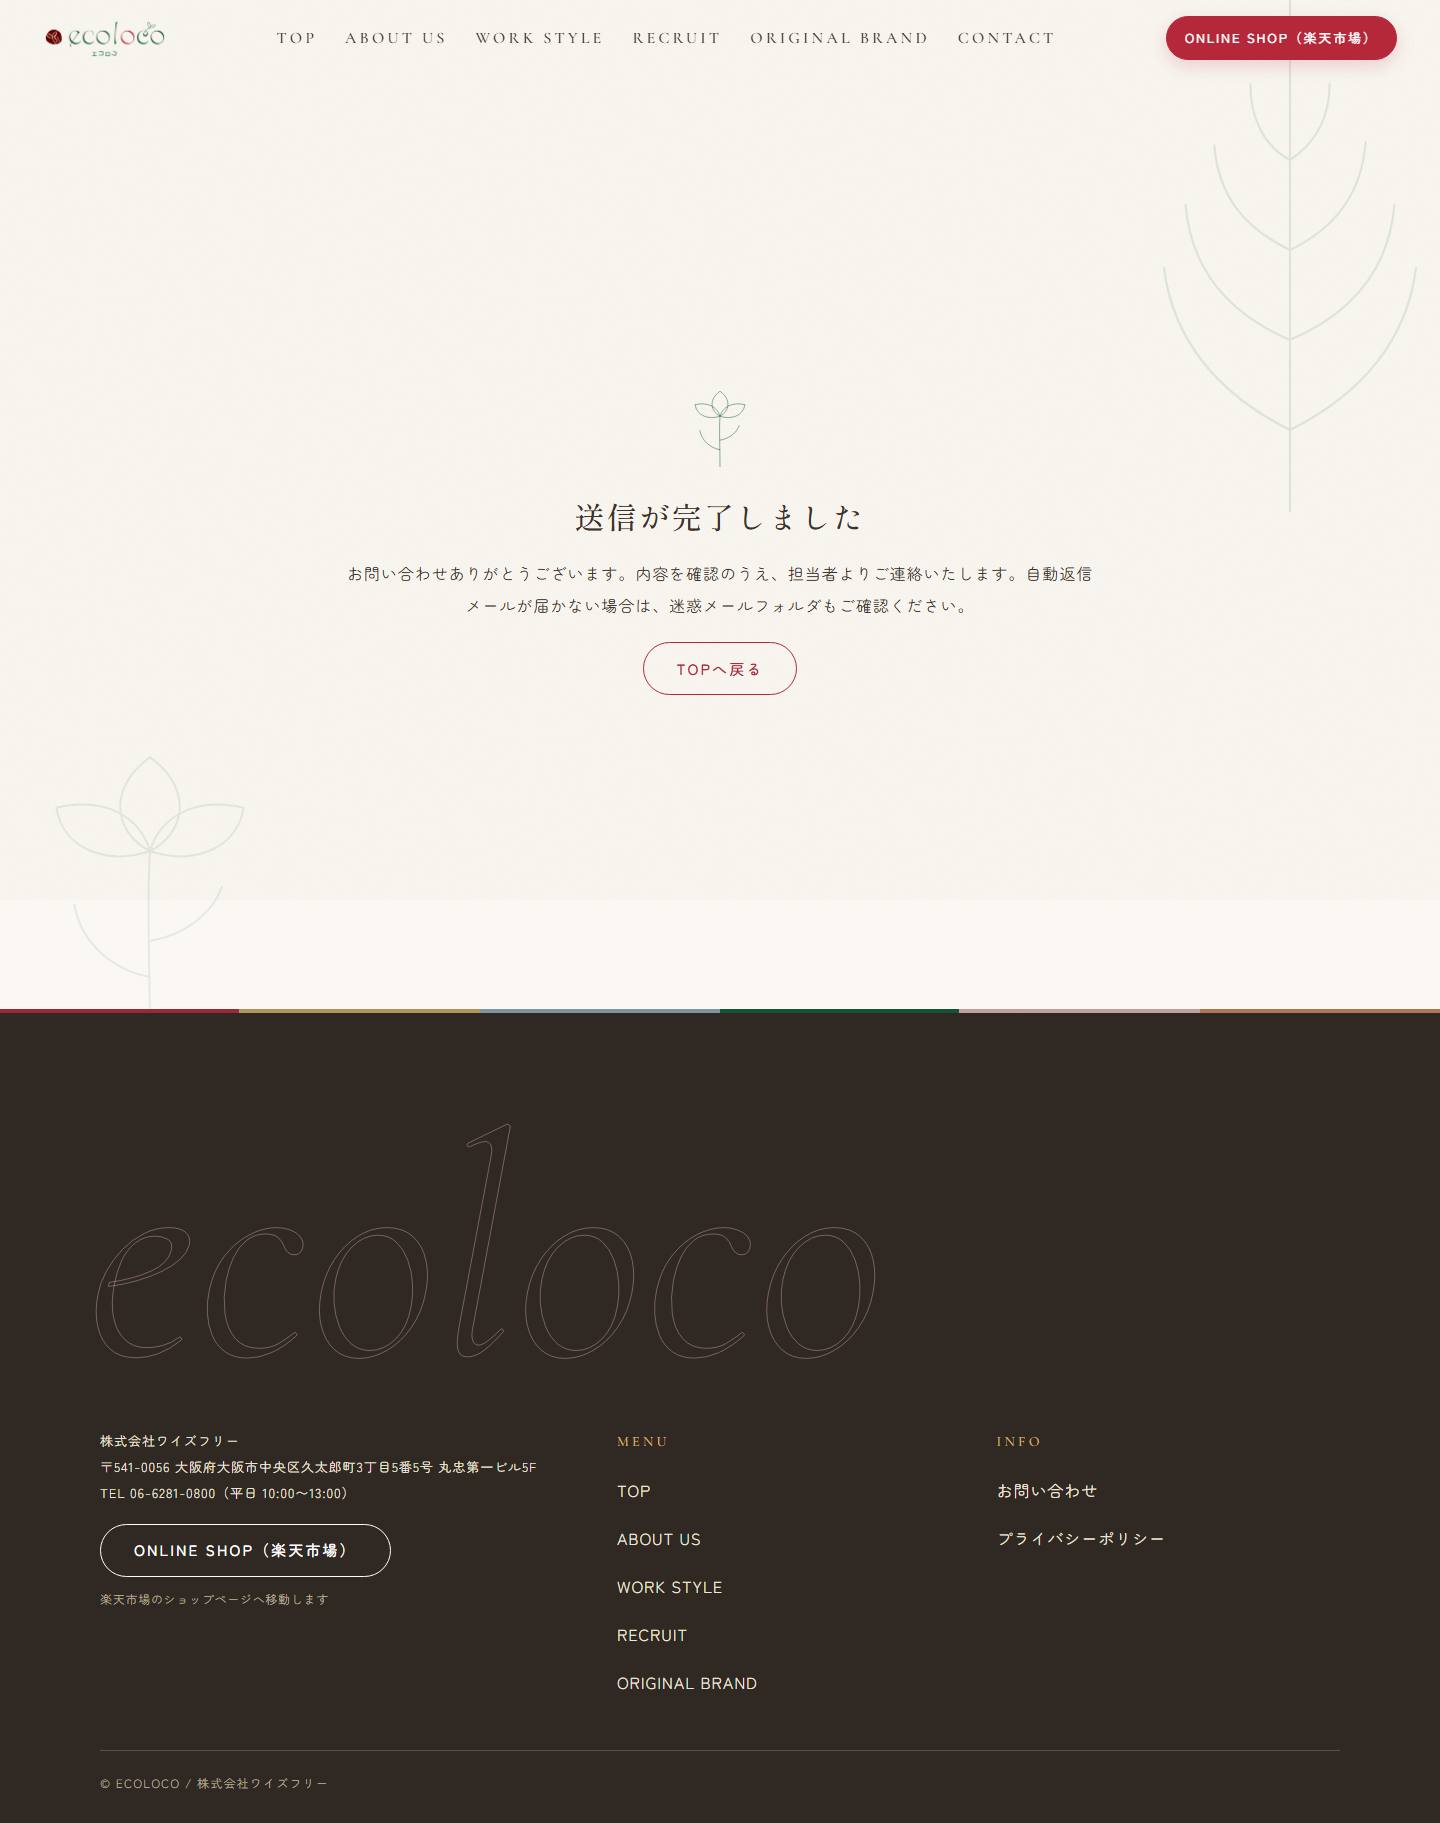 ecoloco
エコロコ
TOP ABOUT US WORK STYLE RECRUIT ORIGINAL BRAND CONTACT
ONLINE SHOP（楽天市場）
送信が完了しました
お問い合わせありがとうございます。内容を確認のうえ、担当者よりご連絡いたします。自動返信
メールが届かない場合は、迷惑メールフォルダもご確認ください。
TOPへ戻る
ecoloco
株式会社ワイズフリー
〒541-0056 大阪府大阪市中央区久太郎町3丁目5番5号 丸忠第一ビル5F
TEL 06-6281-0800（平日 10:00〜13:00）
ONLINE SHOP（楽天市場）
楽天市場のショップページへ移動します
MENU
TOP
ABOUT US
WORK STYLE
RECRUIT
ORIGINAL BRAND
INFO
お問い合わせ
プライバシーポリシー
© ECOLOCO / 株式会社ワイズフリー